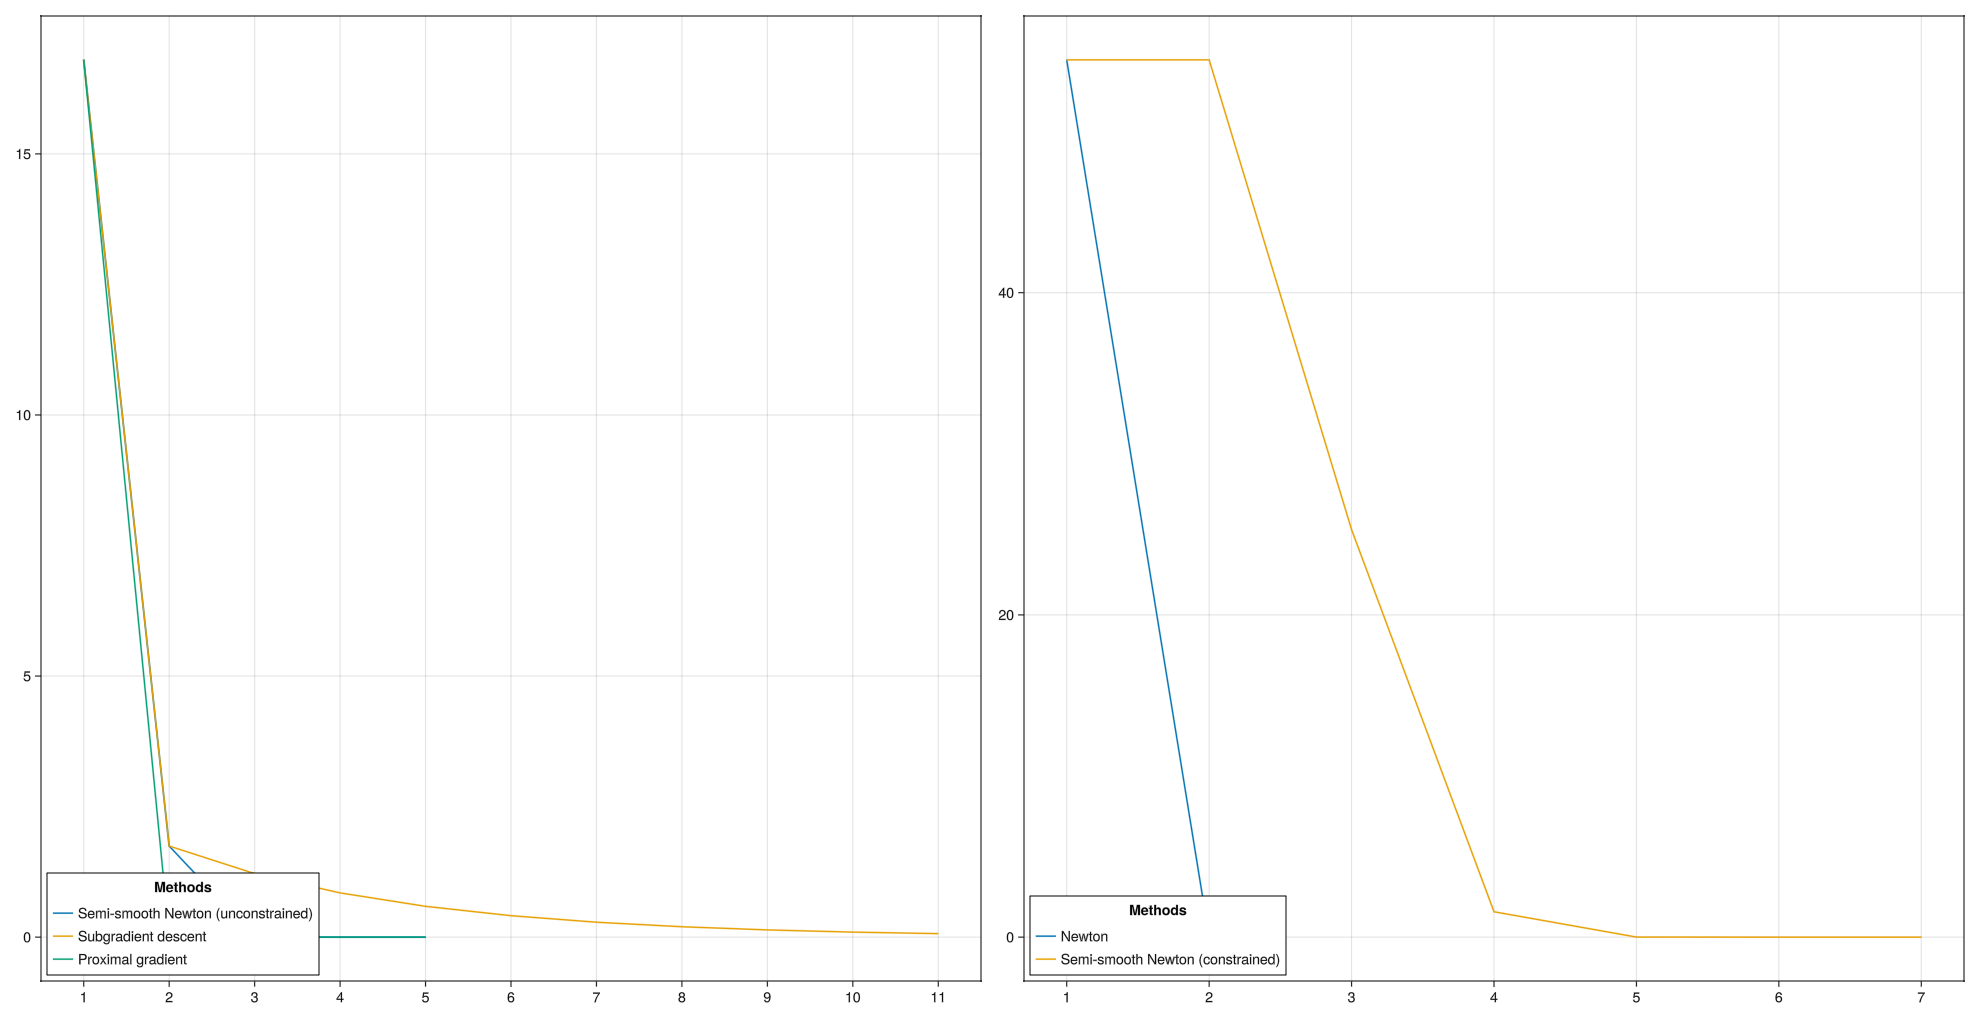 15
10
5
0
Methods
Semi-smooth Newton (unconstrained)
Subgradient descent
Proximal gradient
1 2 3 4 5 6 7 8 9 10 11
40
20
0
Methods
Newton
Semi-smooth Newton (constrained)
1 2 3 4 5 6 7